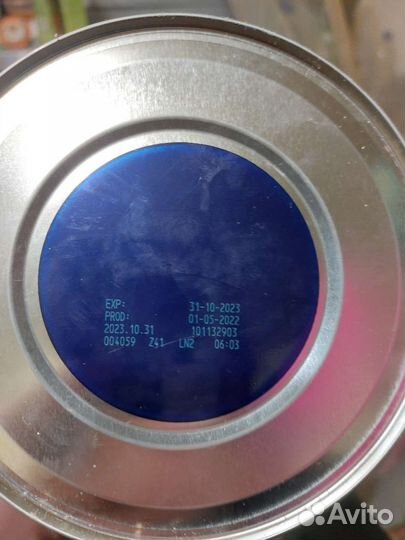 EXP: 31-10-2023
PROD: 01-05-2022
2023.10.31 101132903
004059 Z41 LN2 06:03
Avito